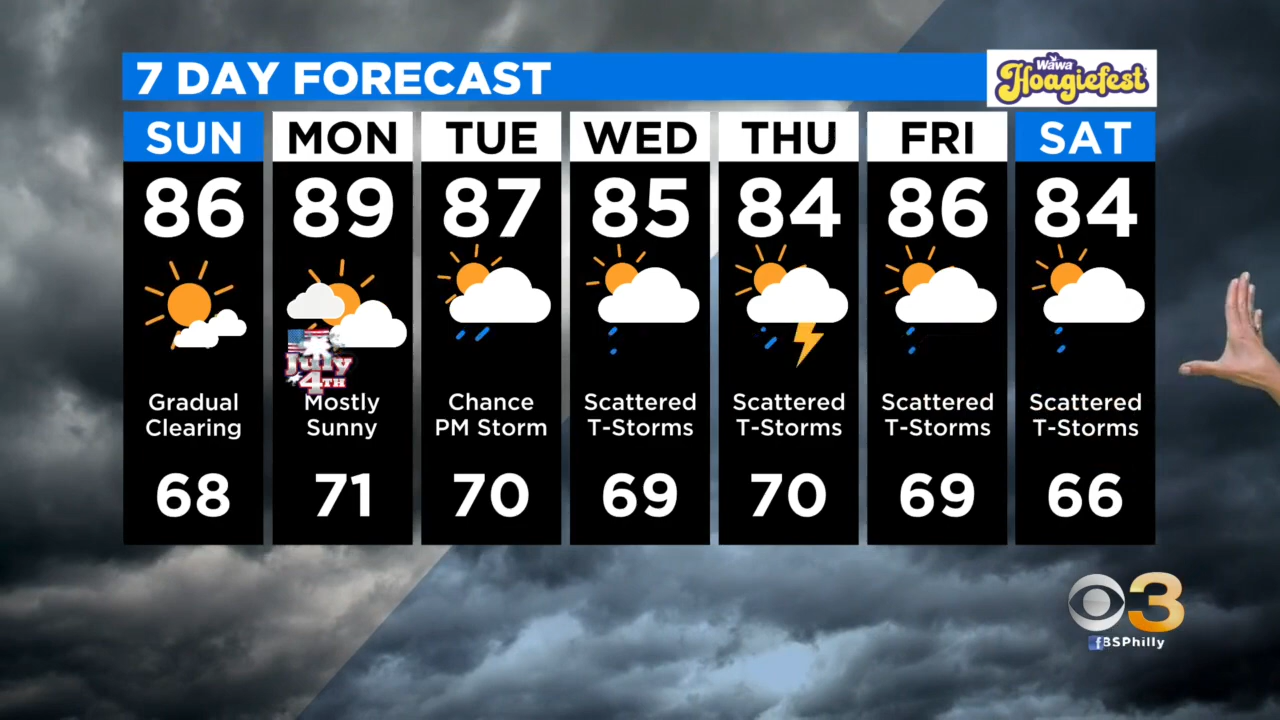 7 DAY FORECAST
Wawa
Hoagiefest
SUN MON TUE WED THU FRI SAT
86 89 87 85 84 86 84
July
4TH
Gradual Mostly Chance Scattered Scattered Scattered Scattered
Clearing Sunny PM Storm T-Storms T-Storms T-Storms T-Storms
68 71 70 69 70 69 66
3
BSPhilly